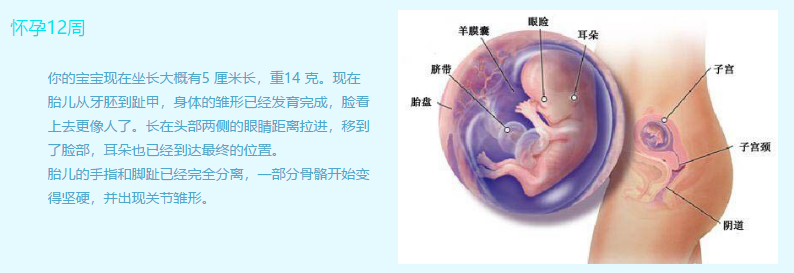 怀孕12周
你的宝宝现在坐长大概有5 厘米长，重14 克。现在
胎儿从牙胚到趾甲，身体的雏形已经发育完成，脸看
上去更像人了。长在头部两侧的眼睛距离拉进，移到
了脸部，耳朵也已经到达最终的位置。
胎儿的手指和脚趾已经完全分离，一部分骨骼开始变
得坚硬，并出现关节雏形。
羊膜囊
眼睑
耳朵
脐带
胎盘
子宫
子宫颈
阴道